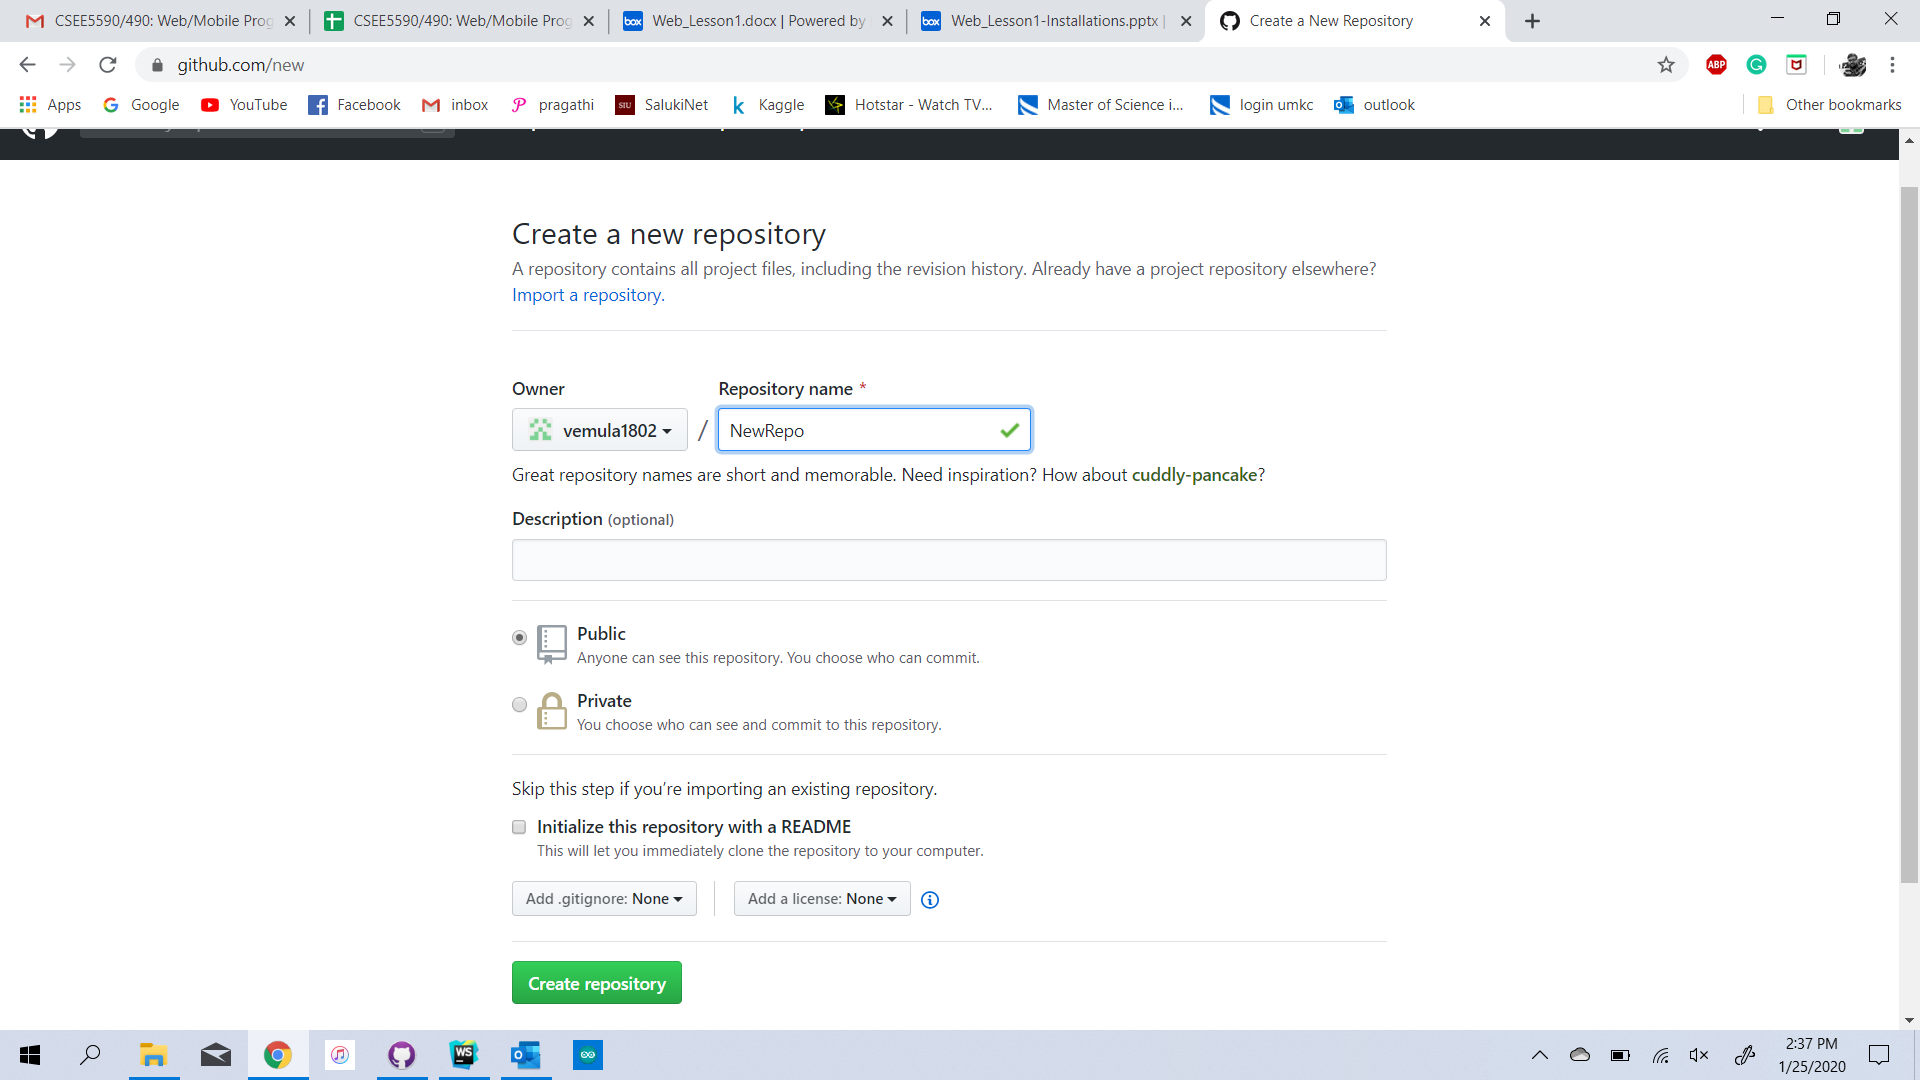 CSEE5590/490: Web/Mobile Prog
CSEE5590/490: Web/Mobile Prog
box
Web_Lesson1.docx | Powered by
box
Web_Lesson1-Installations.pptx |
Create a New Repository
github.com/new
ABP
Apps
Google
YouTube
Facebook
inbox
pragathi
SIU
SalukiNet
Kaggle
Hotstar - Watch TV...
Master of Science i...
login umkc
outlook
Other bookmarks
Create a new repository
A repository contains all project files, including the revision history. Already have a project repository elsewhere?
Import a repository.
Owner
Repository name *
vemula1802
/
NewRepo
Great repository names are short and memorable. Need inspiration? How about cuddly-pancake?
Description (optional)
Public
Anyone can see this repository. You choose who can commit.
Private
You choose who can see and commit to this repository.
Skip this step if you’re importing an existing repository.
Initialize this repository with a README
This will let you immediately clone the repository to your computer.
Add .gitignore: None
Add a license: None
Create repository
WS
2:37 PM
1/25/2020